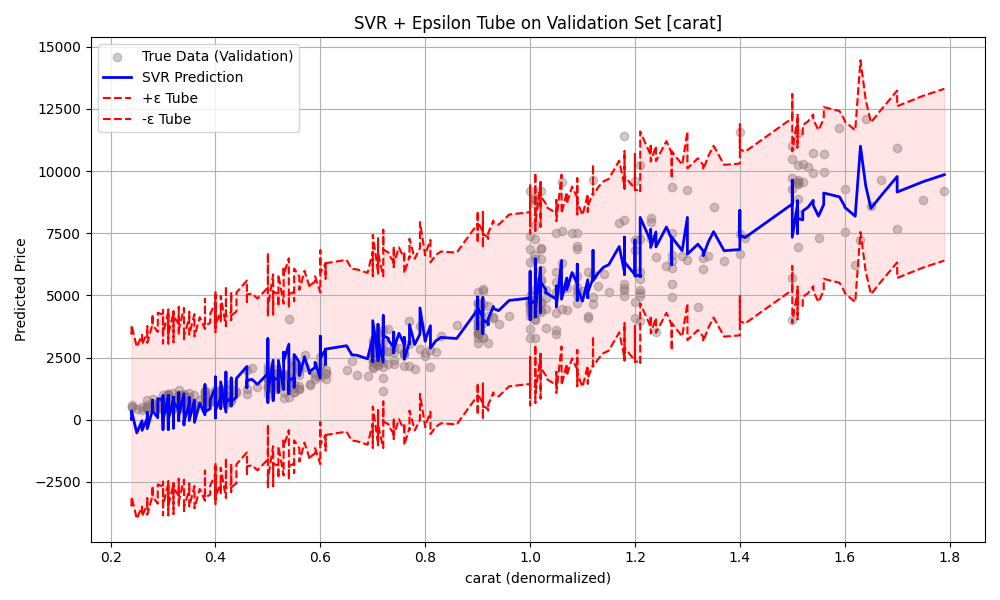 SVR + Epsilon Tube on Validation Set [carat]
True Data (Validation)
SVR Prediction
+ε Tube
-ε Tube
Predicted Price
15000
12500
10000
7500
5000
2500
0
−2500
0.2 0.4 0.6 0.8 1.0 1.2 1.4 1.6 1.8
carat (denormalized)